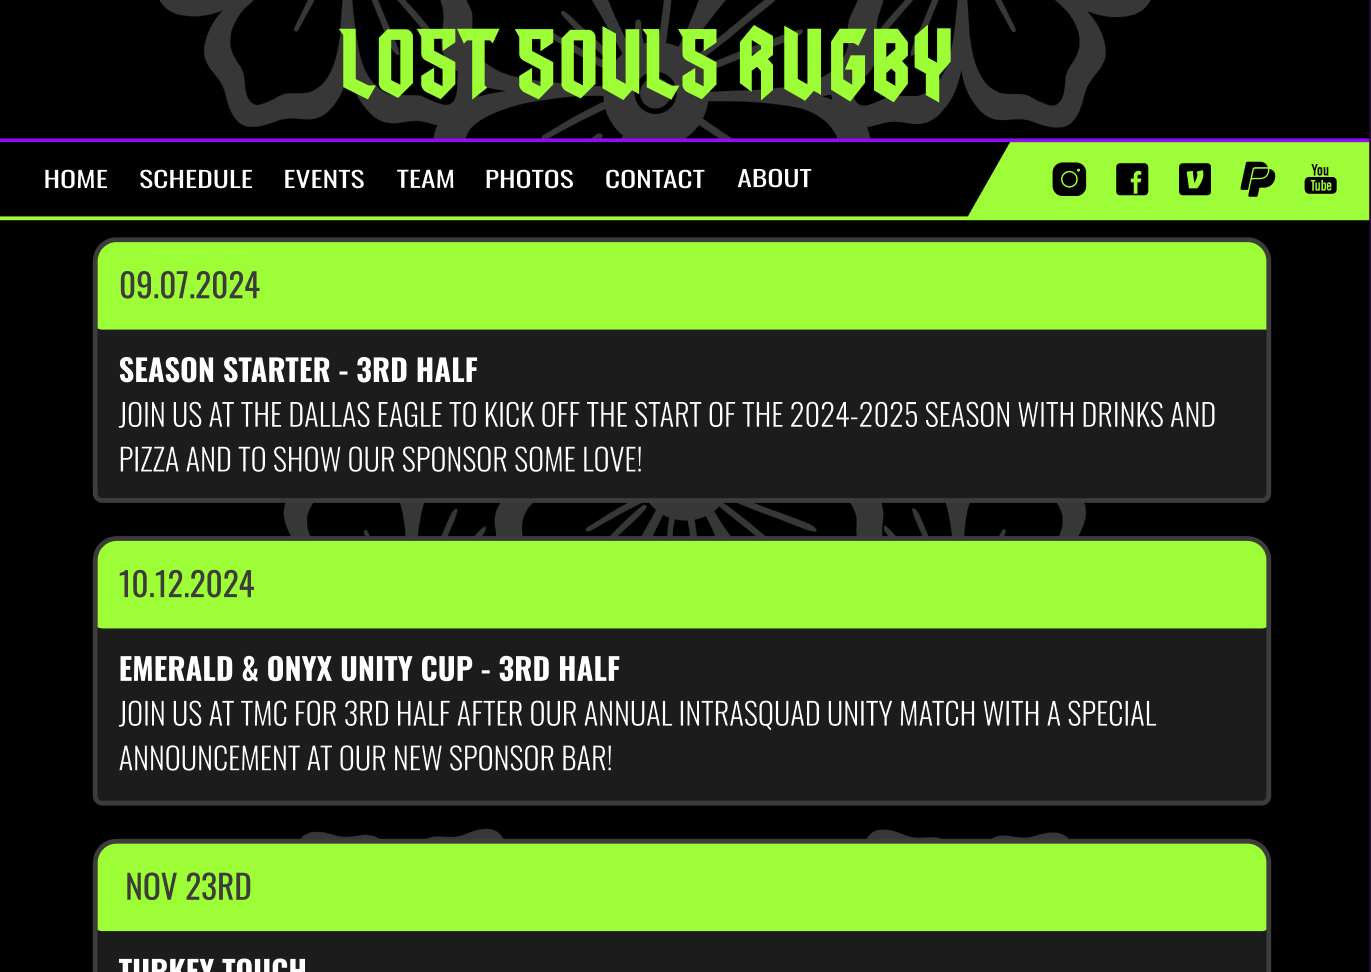 LOST SOULS RUGBY
HOME SCHEDULE EVENTS TEAM PHOTOS CONTACT ABOUT
You
Tube
09.07.2024
SEASON STARTER - 3RD HALF
JOIN US AT THE DALLAS EAGLE TO KICK OFF THE START OF THE 2024-2025 SEASON WITH DRINKS AND
PIZZA AND TO SHOW OUR SPONSOR SOME LOVE!
10.12.2024
EMERALD & ONYX UNITY CUP - 3RD HALF
JOIN US AT TMC FOR 3RD HALF AFTER OUR ANNUAL INTRASQUAD UNITY MATCH WITH A SPECIAL
ANNOUNCEMENT AT OUR NEW SPONSOR BAR!
NOV 23RD
TURKEY TOUCH